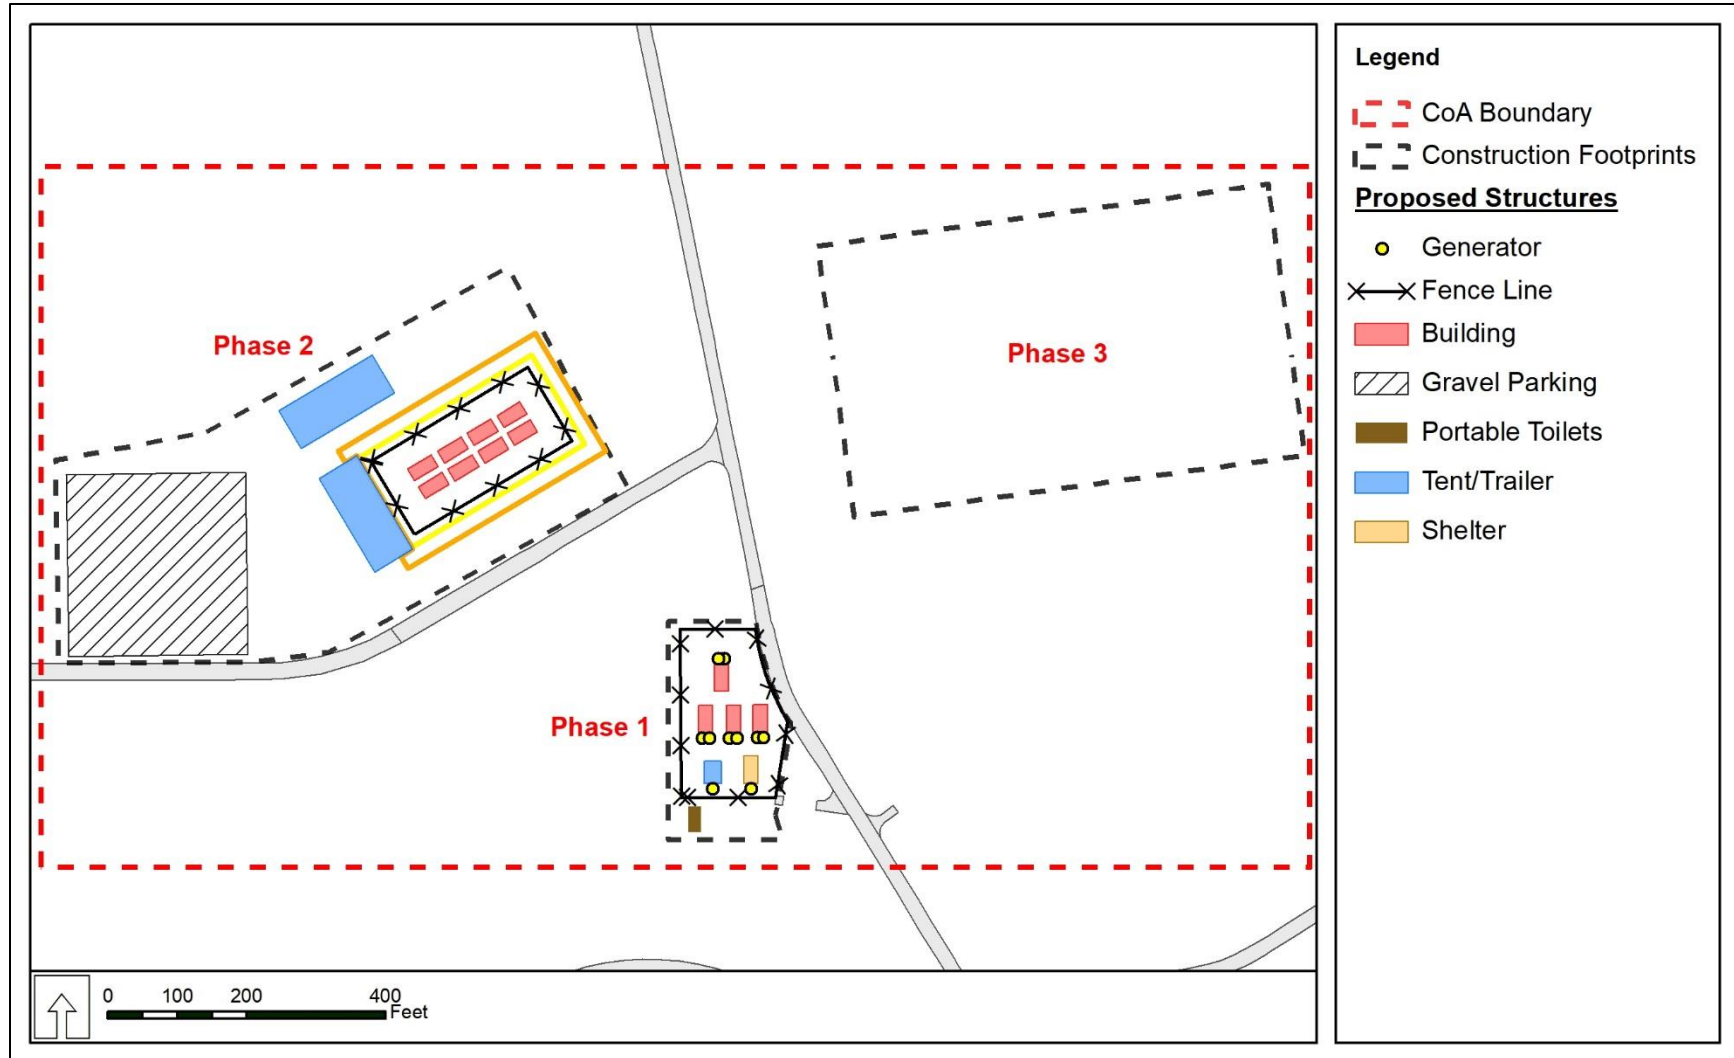 Legend
CoA Boundary
Construction Footprints
Proposed Structures
Generator
Fence Line
Building
Gravel Parking
Portable Toilets
Tent/Trailer
Shelter
Phase 2
Phase 3
Phase 1
0 100 200 400
Feet